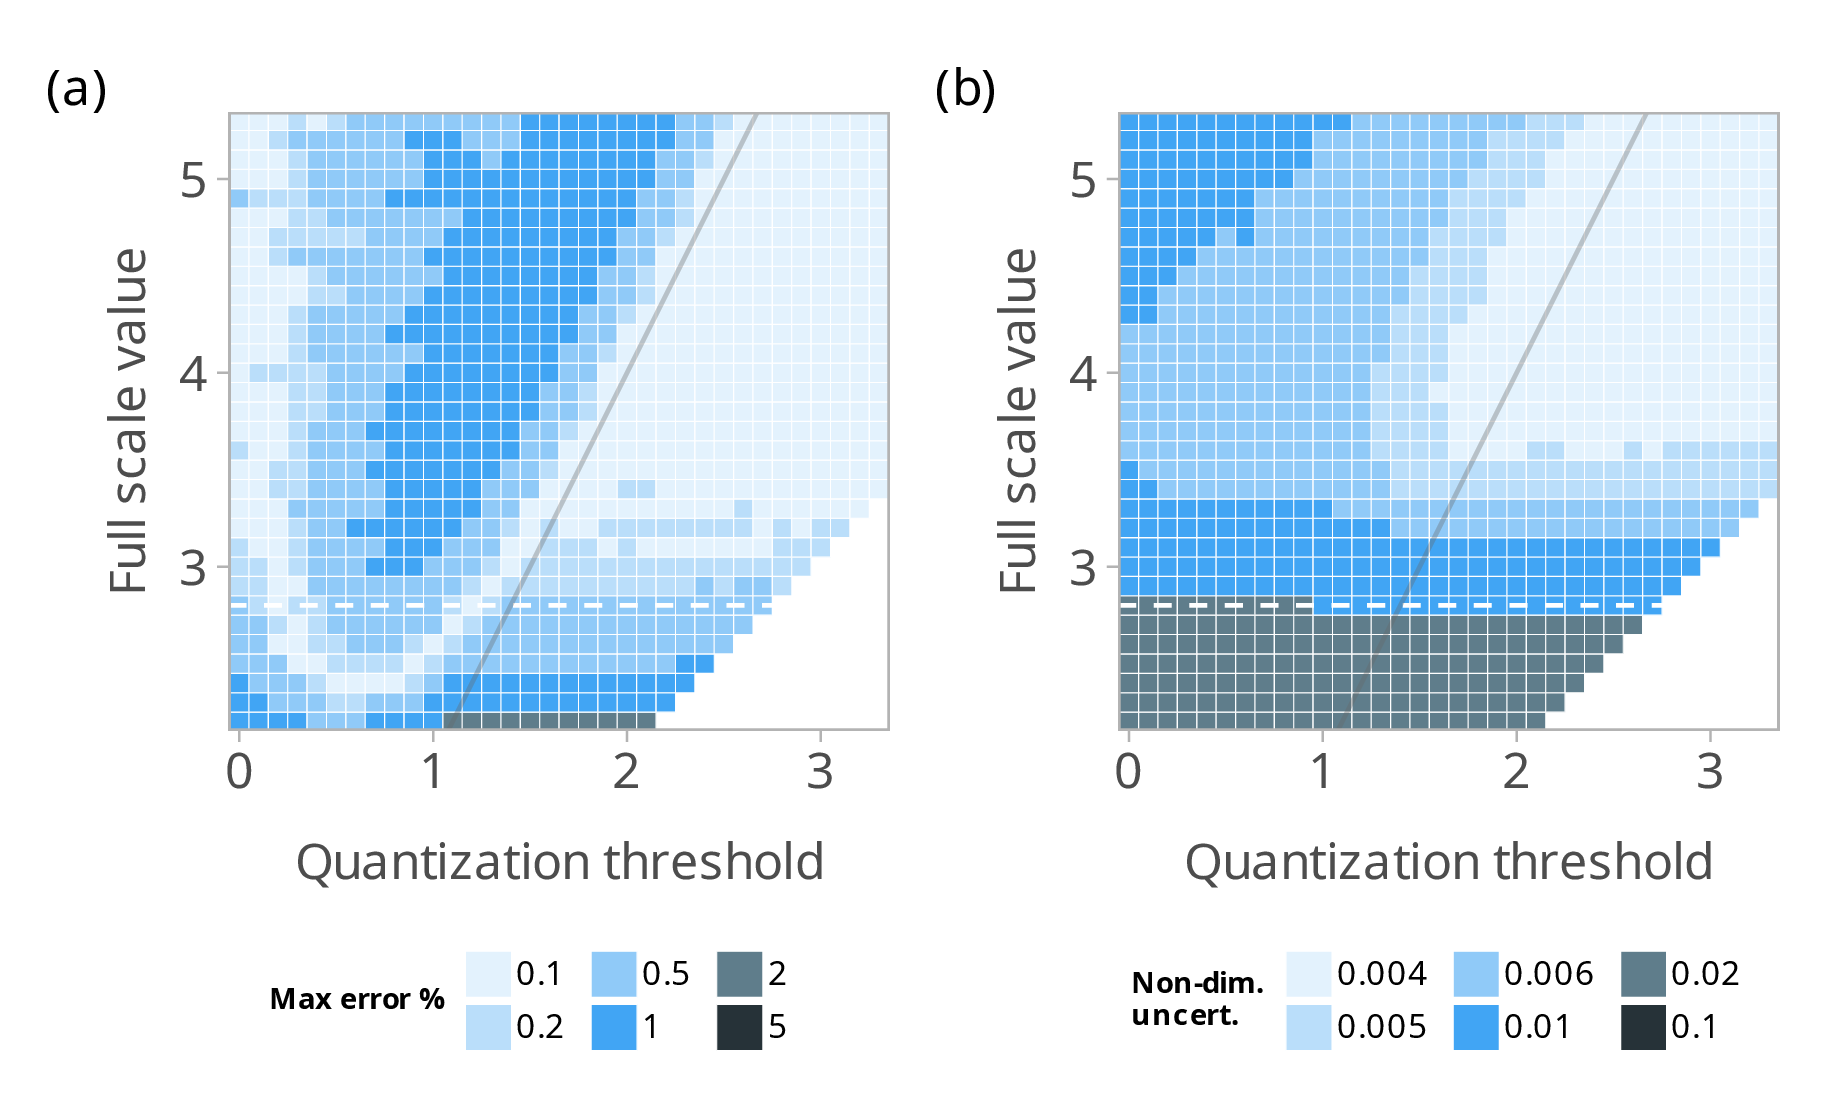 (a)
(b)
Full scale value
5
4
3
0 1 2 3
Quantization threshold
Full scale value
5
4
3
0 1 2 3
Quantization threshold
Max error %
0.1 0.5 2
0.2 1 5
Non-dim.
uncert.
0.004 0.006 0.02
0.005 0.01 0.1